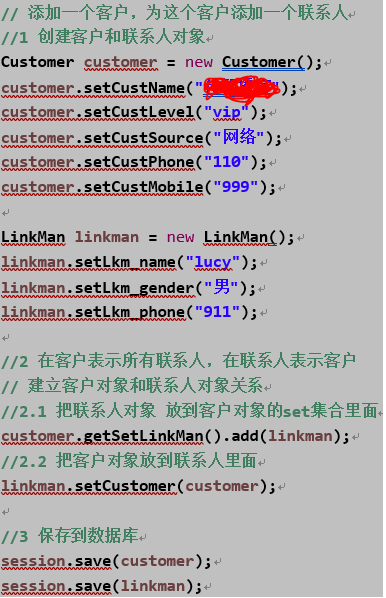 // 添加一个客户，为这个客户添加一个联系人
//1 创建客户和联系人对象
Customer customer = new Customer();
customer.setCustName("");
customer.setCustLevel("vip");
customer.setCustSource("网络");
customer.setCustPhone("110");
customer.setCustMobile("999");
LinkMan linkman = new LinkMan();
linkman.setLkm_name("lucy");
linkman.setLkm_gender("男");
linkman.setLkm_phone("911");
//2 在客户表示所有联系人，在联系人表示客户
// 建立客户对象和联系人对象关系
//2.1 把联系人对象 放到客户对象的set集合里面
customer.getSetLinkMan().add(linkman);
//2.2 把客户对象放到联系人里面
linkman.setCustomer(customer);
//3 保存到数据库
session.save(customer);
session.save(linkman);